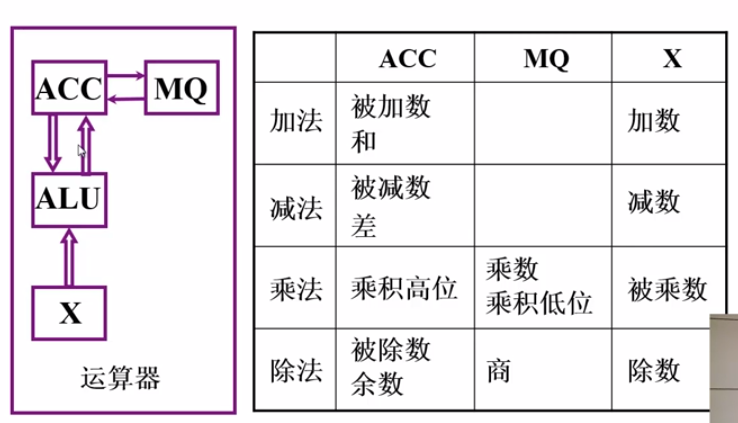 ACC
MQ
ALU
X
运算器
ACC MQ X
加法 被加数 加数
和
减法 被减数 减数
差
乘法 乘积高位 乘数 被乘数
乘积低位
除法 被除数 商 除数
余数